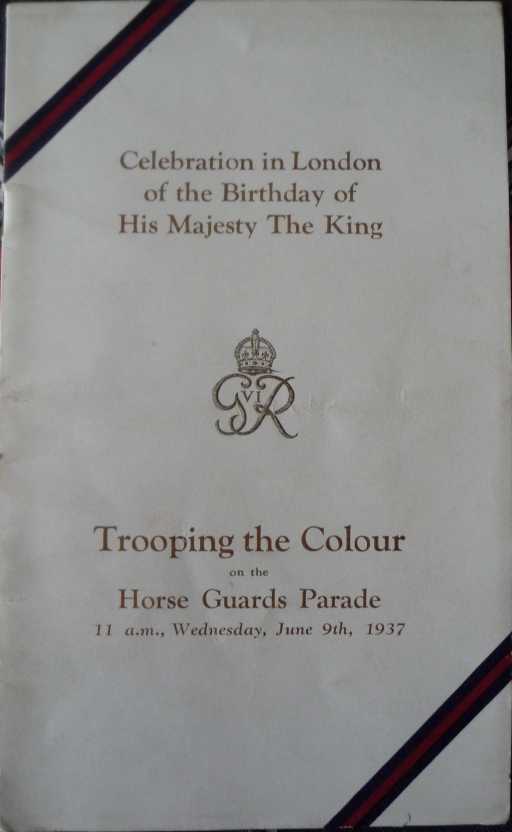 Celebration in London
of the Birthday of
His Majesty The King
GVIR
Trooping the Colour
on the
Horse Guards Parade
11 a.m., Wednesday, June 9th, 1937